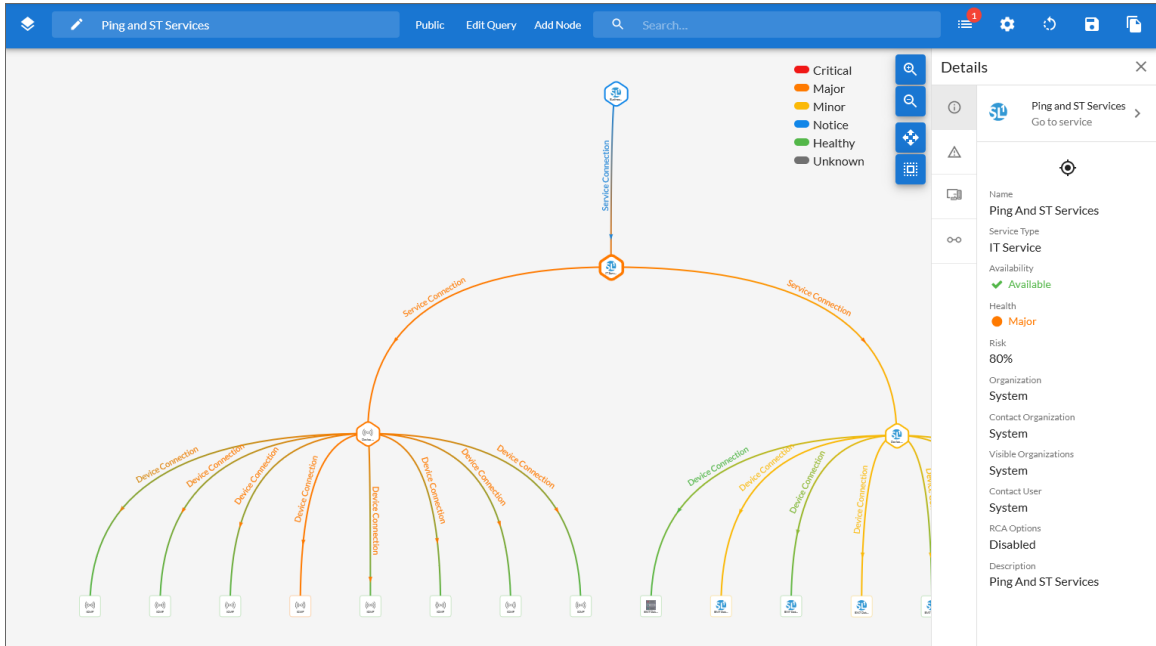 Ping and ST Services
Public
Edit Query
Add Node
Search...
1
Critical
Major
Minor
Notice
Healthy
Unknown
Service Connection
Service Connection
Service Connection
Device Connection
Device Connection
Device Connection
Device Connection
Device Connection
Device Connection
Device Connection
Device Connection
Device Connection
Device Connection
Device Connection
Device Connection
Details
Ping and ST Services
Go to service
Name
Ping And ST Services
Service Type
IT Service
Availability
Available
Health
Major
Risk
80%
Organization
System
Contact Organization
System
Visible Organizations
System
Contact User
System
RCA Options
Disabled
Description
Ping And ST Services